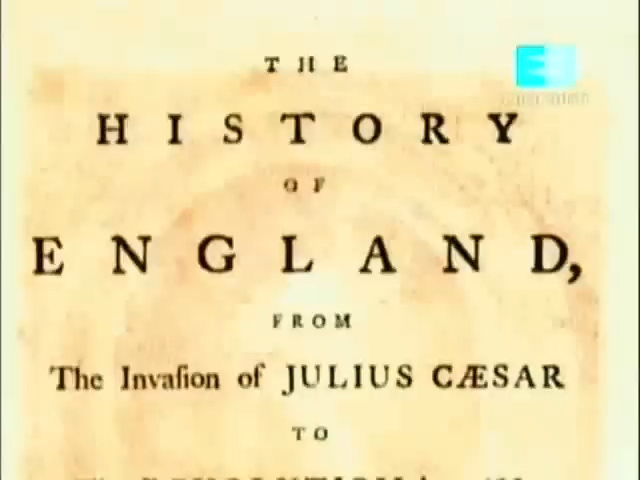 THE
HISTORY
OF
ENGLAND,
FROM
The Invaſion of JULIUS CÆSAR
TO